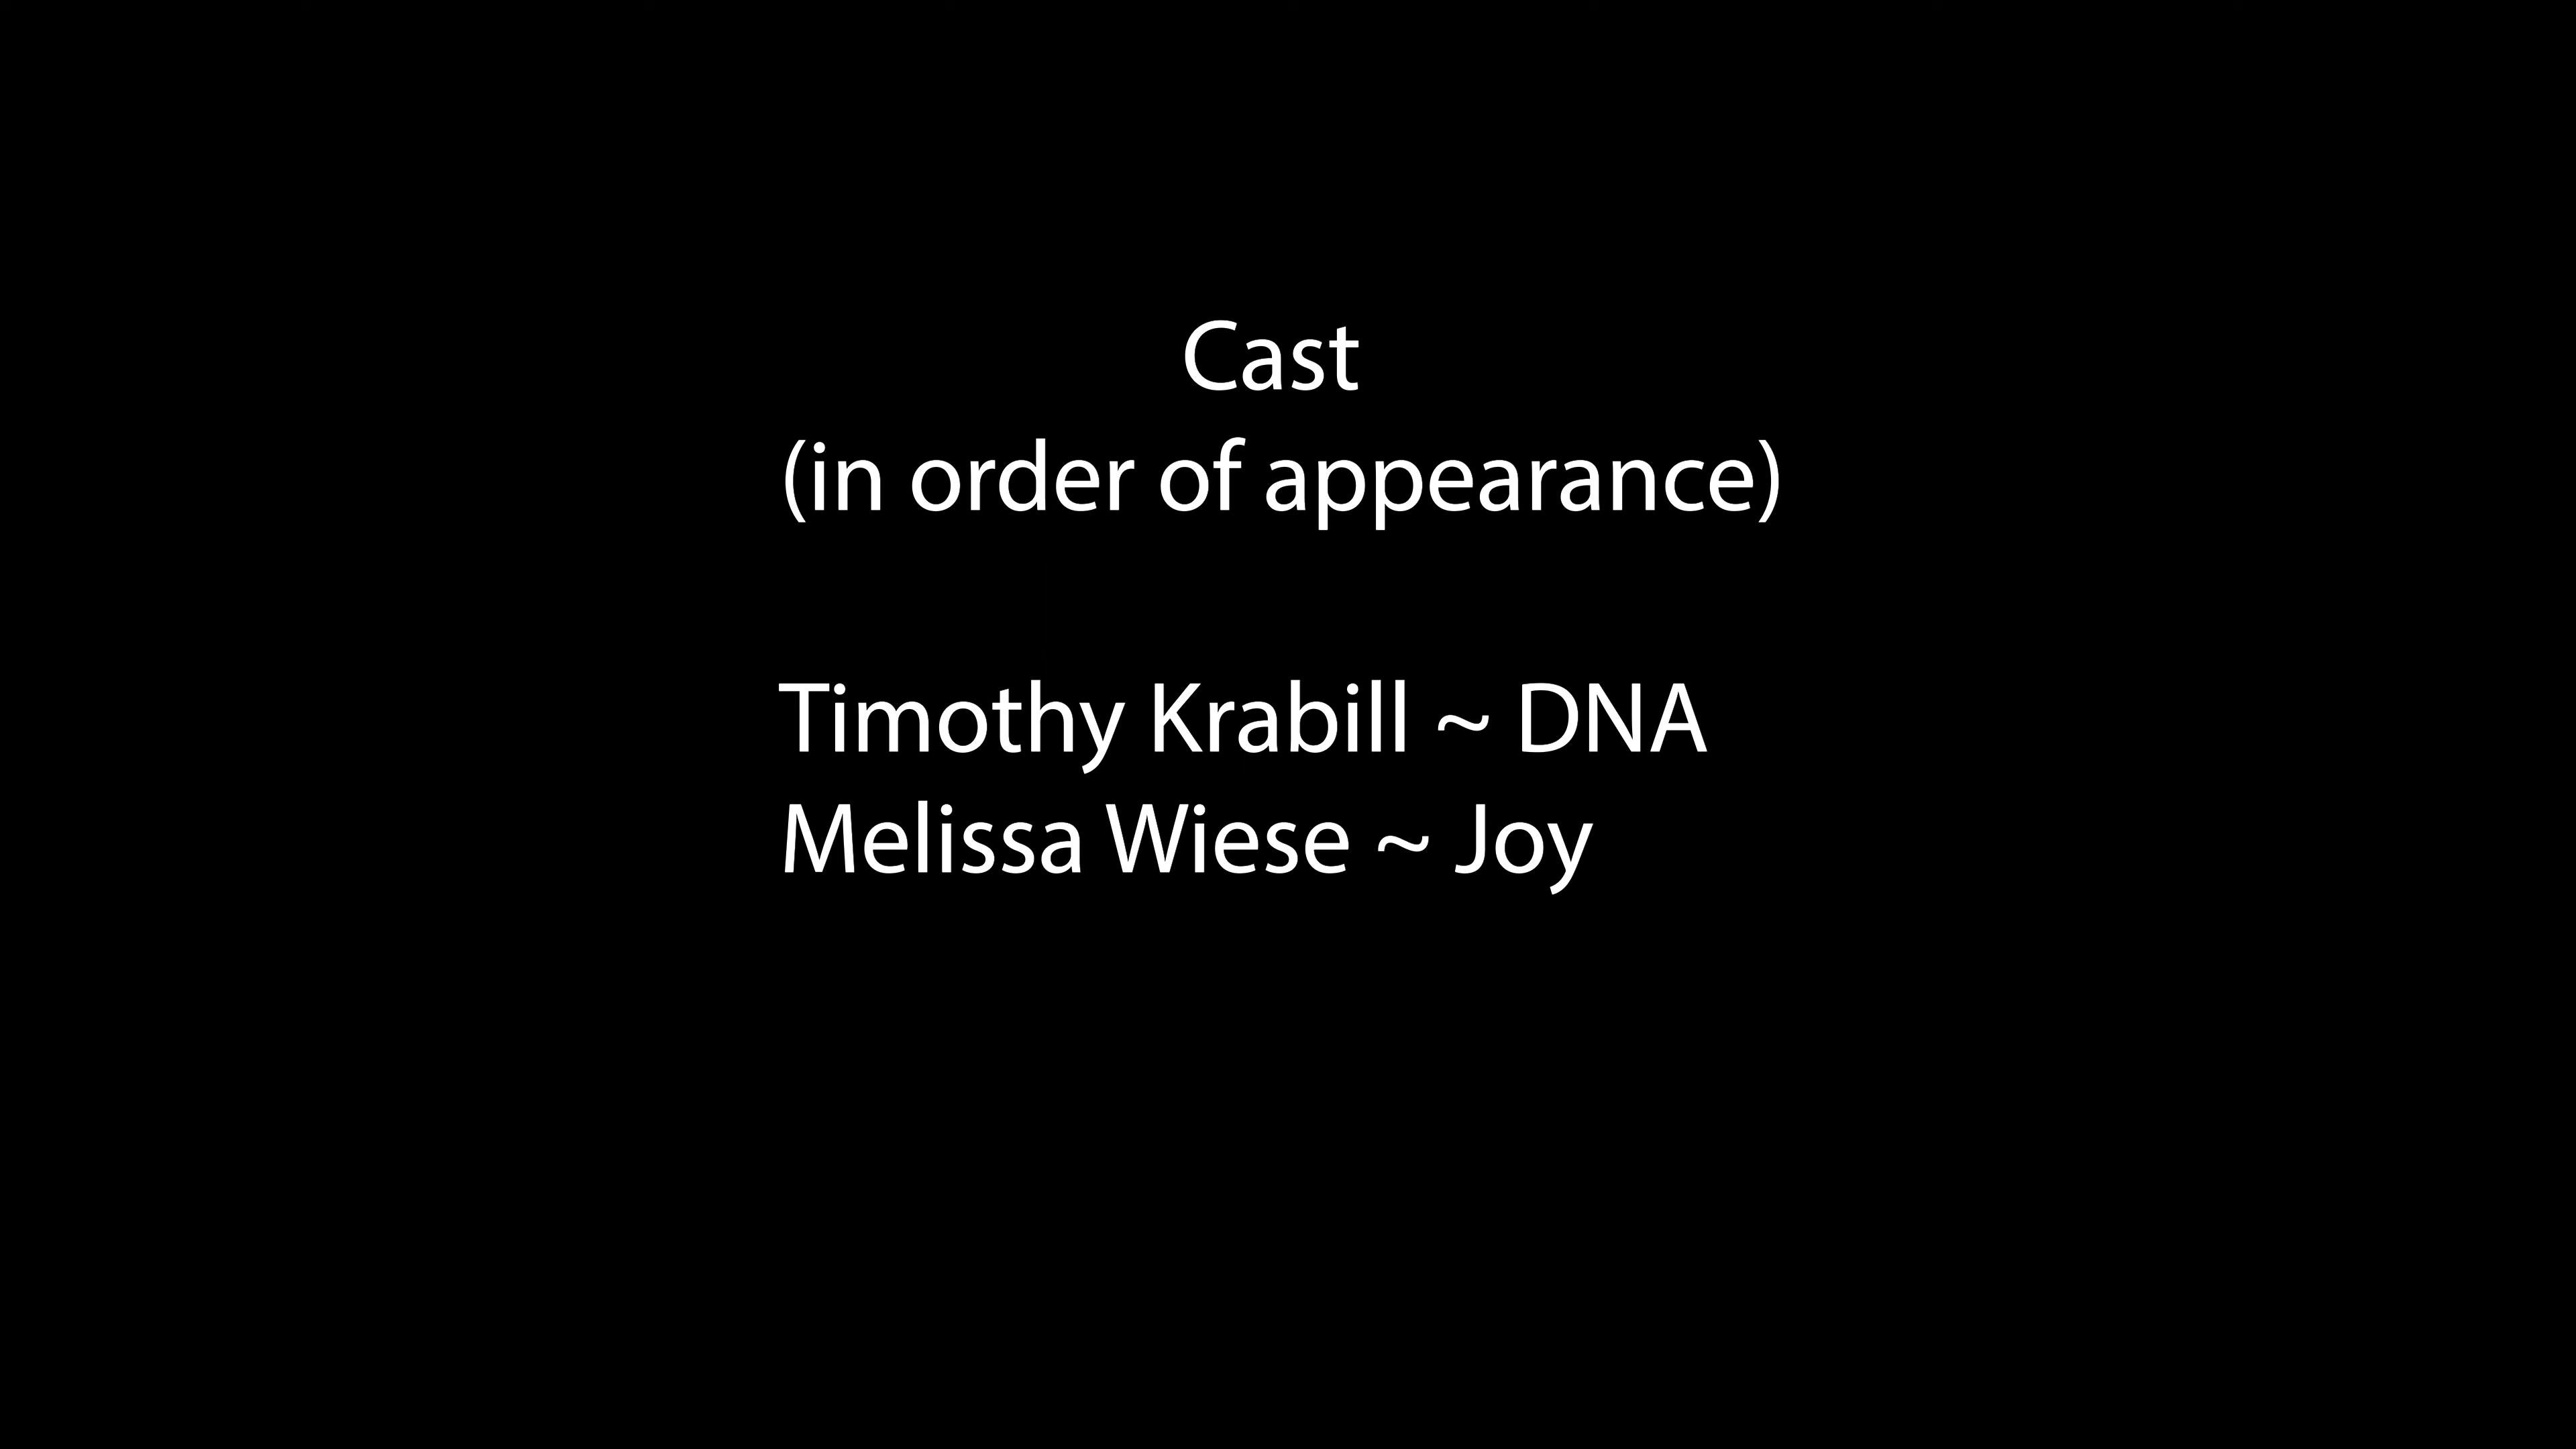 Cast
(in order of appearance)
Timothy Krabill ~ DNA
Melissa Wiese ~ Joy